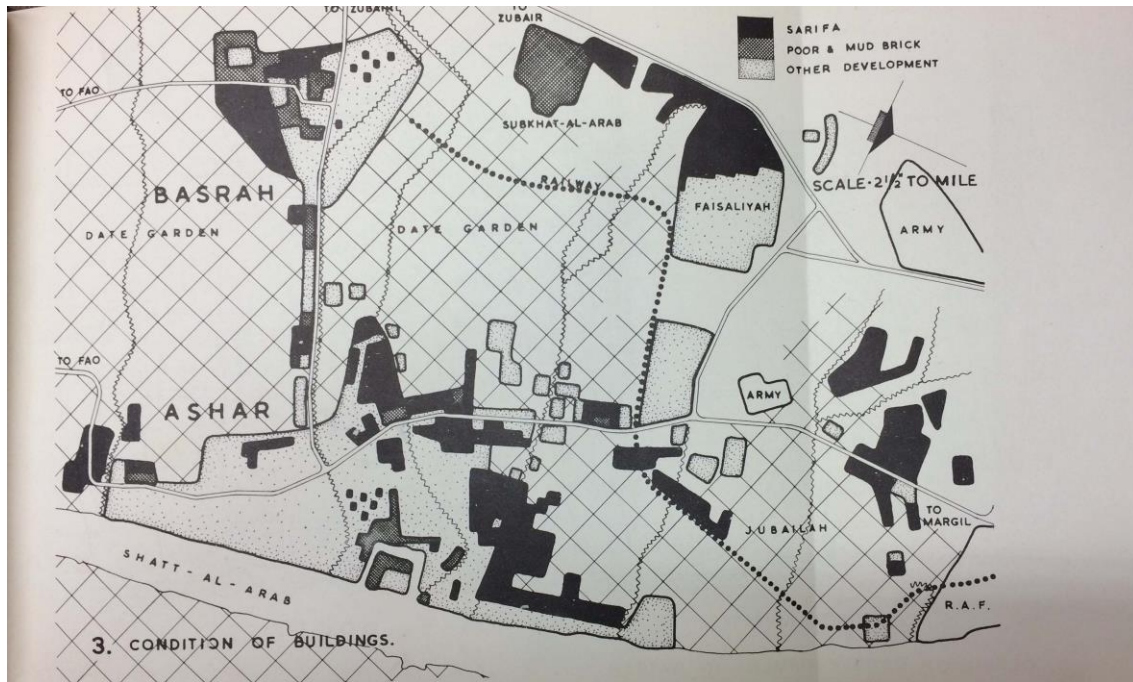 TO ZUBAIR
TO
ZUBAIR
SARIFA
POOR & MUD BRICK
OTHER DEVELOPMENT
TO FAO
SUBKHAT-AL-ARAB
RAILWAY
SCALE·2½" TO MILE
BASRAH
FAISALIYAH
ARMY
DATE GARDEN
DATE GARDEN
TO FAO
ARMY
ASHAR
TO
MARGIL
JUBAILAH
SHATT-AL-
ARAB
R.A.F.
3. CONDITION OF BUILDINGS.